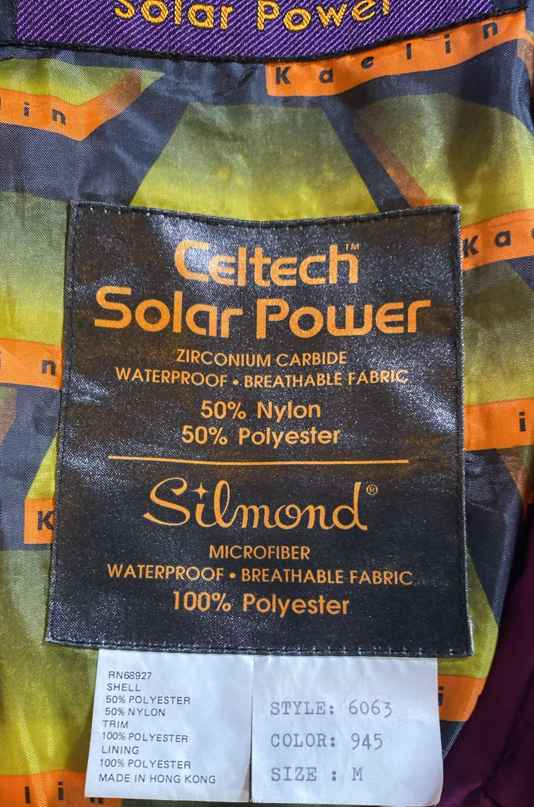 Solar Power
Kaelin
Celtech™
Solar Power
ZIRCONIUM CARBIDE
WATERPROOF • BREATHABLE FABRIC
50% Nylon
50% Polyester
Silmond®
MICROFIBER
WATERPROOF • BREATHABLE FABRIC
100% Polyester
RN68927
SHELL
50% POLYESTER
50% NYLON
TRIM
100% POLYESTER
LINING
100% POLYESTER
MADE IN HONG KONG
STYLE: 6063
COLOR: 945
SIZE : M